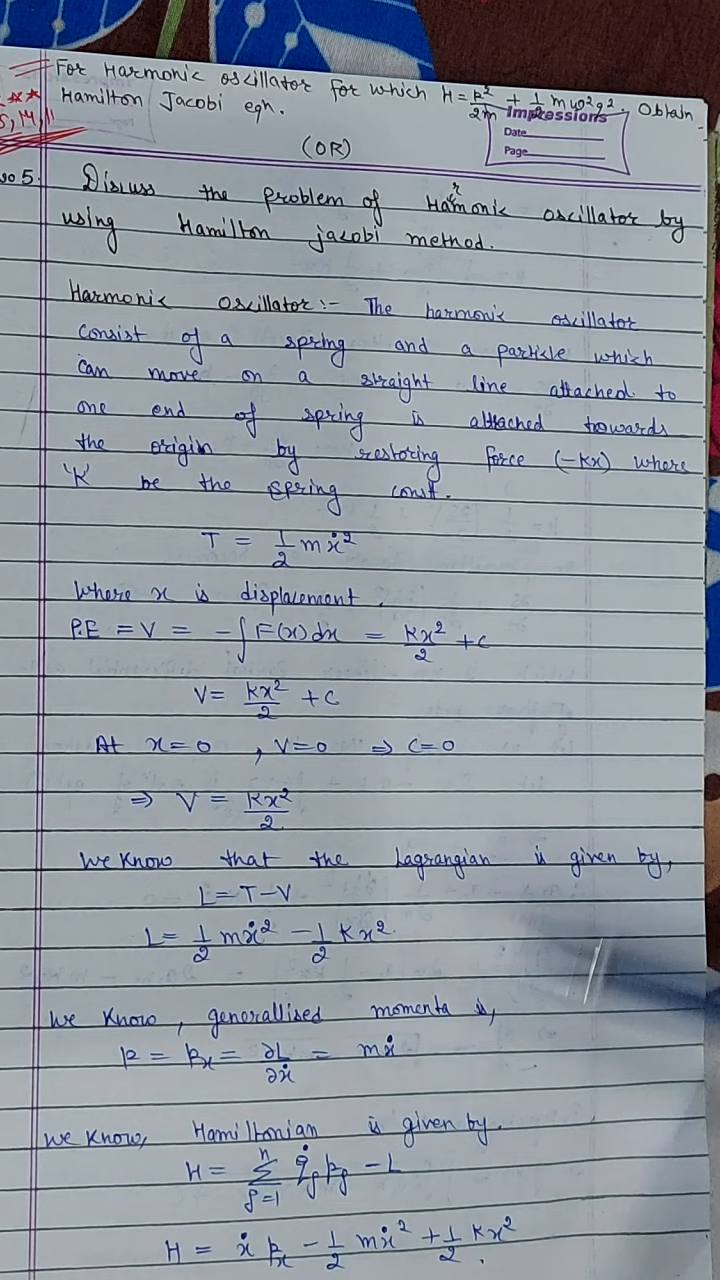 For Harmonic oscillator for which H = p²/2m + 1/2 mω²q². Obtain
Hamilton Jacobi eqn.
Impressions
Date
Page
(OR)
5. Discuss the problem of Harmonic oscillator by
using Hamilton jacobi method.
Harmonic oscillator :- The harmonic oscillator
consist of a spring and a particle which
can move on a straight line attached to
one end of spring is attached towards
the origin by restoring force (-Kx) where
'K' be the spring const.
T = 1/2 mẋ²
Where x is displacement.
P.E = V = -∫F(x)dx = Kx²/2 + c
V = Kx²/2 + C
At x=0 , V=0 ⇒ C=0
⇒ V = Kx²/2
We Know that the Lagrangian is given by,
L = T-V
L = 1/2 mẋ² - 1/2 Kx².
We Know, generallised momenta is,
p = pₓ = ∂L/∂ẋ = mẋ
We Know, Hamiltonian is given by.
H = Σ q̇ⱼpⱼ - L
H = ẋ pₓ - 1/2 mẋ² + 1/2 Kx².